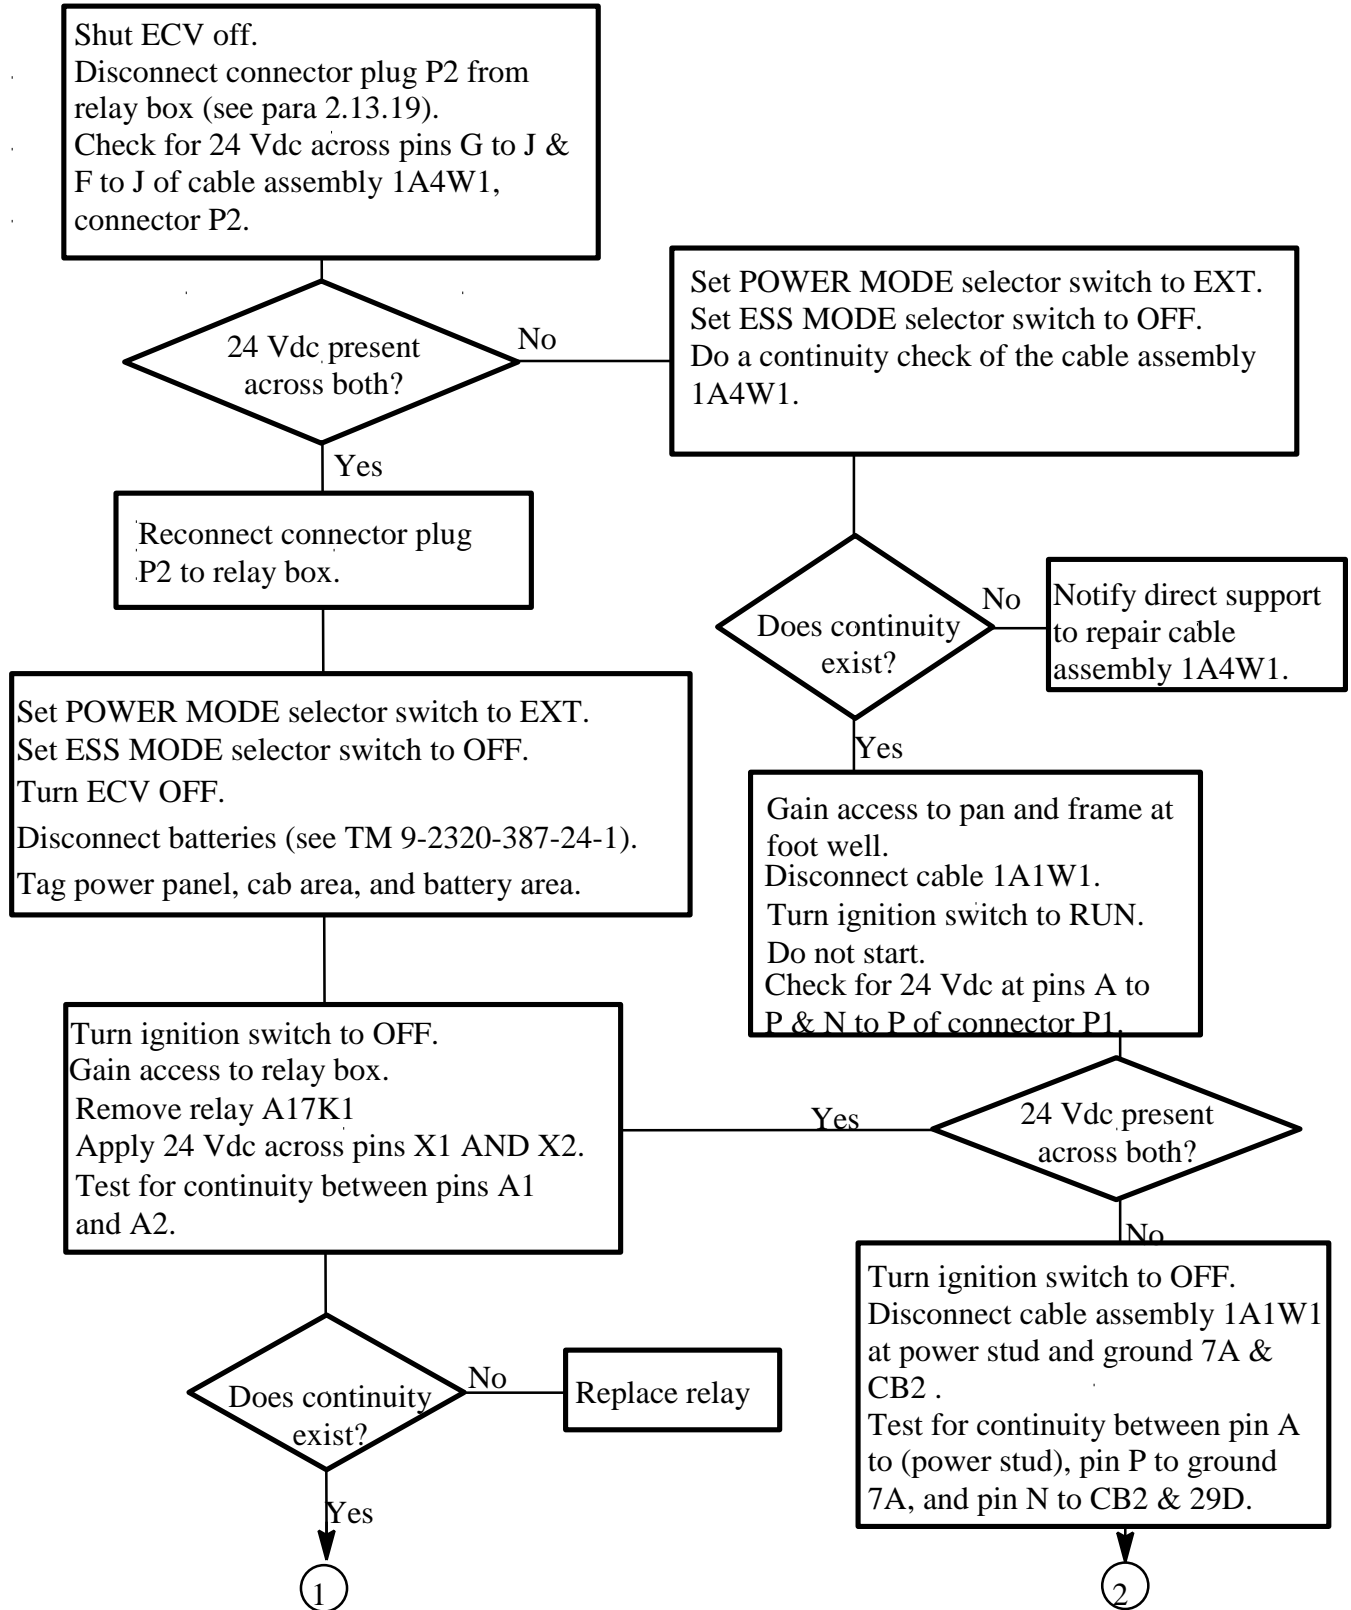 Shut ECV off.
Disconnect connector plug P2 from
relay box (see para 2.13.19).
Check for 24 Vdc across pins G to J &
F to J of cable assembly 1A4W1,
connector P2.
24 Vdc present
across both?
No
Set POWER MODE selector switch to EXT.
Set ESS MODE selector switch to OFF.
Do a continuity check of the cable assembly
1A4W1.
Yes
Reconnect connector plug
P2 to relay box.
Does continuity
exist?
No
Notify direct support
to repair cable
assembly 1A4W1.
Yes
Set POWER MODE selector switch to EXT.
Set ESS MODE selector switch to OFF.
Turn ECV OFF.
Disconnect batteries (see TM 9-2320-387-24-1).
Tag power panel, cab area, and battery area.
Gain access to pan and frame at
foot well.
Disconnect cable 1A1W1.
Turn ignition switch to RUN.
Do not start.
Check for 24 Vdc at pins A to
P & N to P of connector P1.
Turn ignition switch to OFF.
Gain access to relay box.
Remove relay A17K1
Apply 24 Vdc across pins X1 AND X2.
Test for continuity between pins A1
and A2.
Yes
24 Vdc present
across both?
No
Turn ignition switch to OFF.
Disconnect cable assembly 1A1W1
at power stud and ground 7A &
CB2 .
Test for continuity between pin A
to (power stud), pin P to ground
7A, and pin N to CB2 & 29D.
Does continuity
exist?
No
Replace relay
Yes
1
2